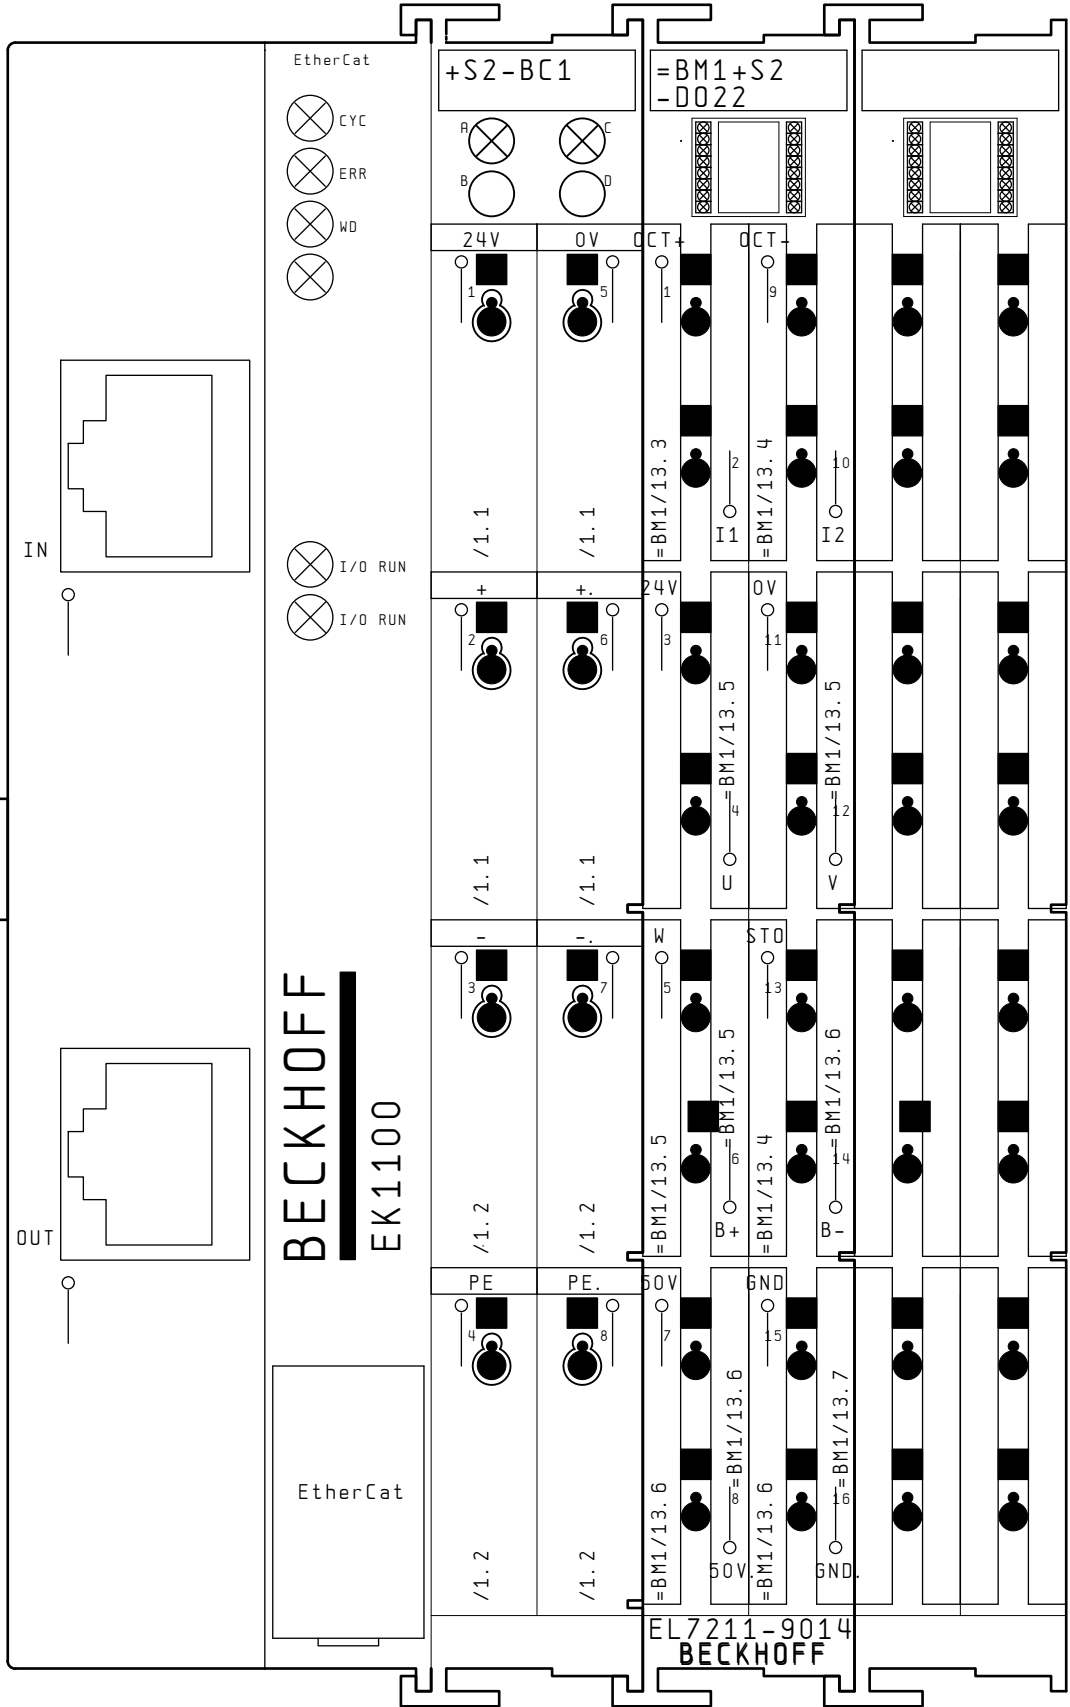 EtherCat
+S2-BC1
=BM1+S2
-DO22
CYC
ERR
WD
A
C
B
D
24V
0V
OCT+
OCT-
1
5
1
9
=BM1/13.3
2
=BM1/13.4
10
/1.1
/1.1
I1
I2
IN
I/O RUN
I/O RUN
+
+.
24V
0V
2
6
3
11
=BM1/13.5
=BM1/13.5
4
12
/1.1
/1.1
U
V
-
-.
W
STO
3
7
5
13
=BM1/13.5
=BM1/13.6
BECKHOFF
EK1100
=BM1/13.5
6
=BM1/13.4
14
/1.2
/1.2
B+
B-
OUT
PE
PE.
50V
GND
4
8
7
15
=BM1/13.6
=BM1/13.7
EtherCat
=BM1/13.6
8
=BM1/13.6
16
/1.2
/1.2
50V.
GND.
EL7211-9014
BECKHOFF